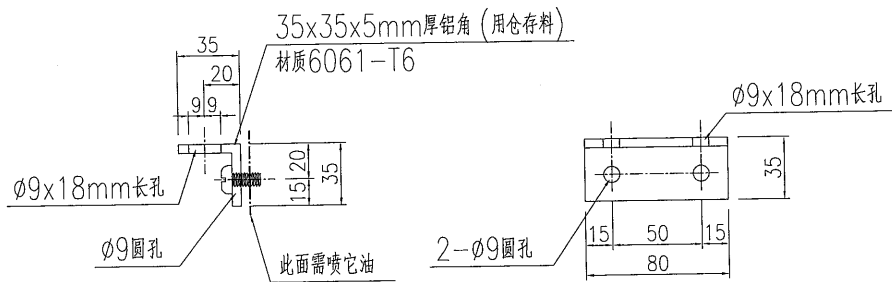 35x35x5mm厚铝角（用仓存料）
材质6061-T6
35
20
9 9
ø9x18mm长孔
ø9圆孔
20
15
35
此面需喷它油
ø9x18mm长孔
35
2-ø9圆孔
15 50 15
80